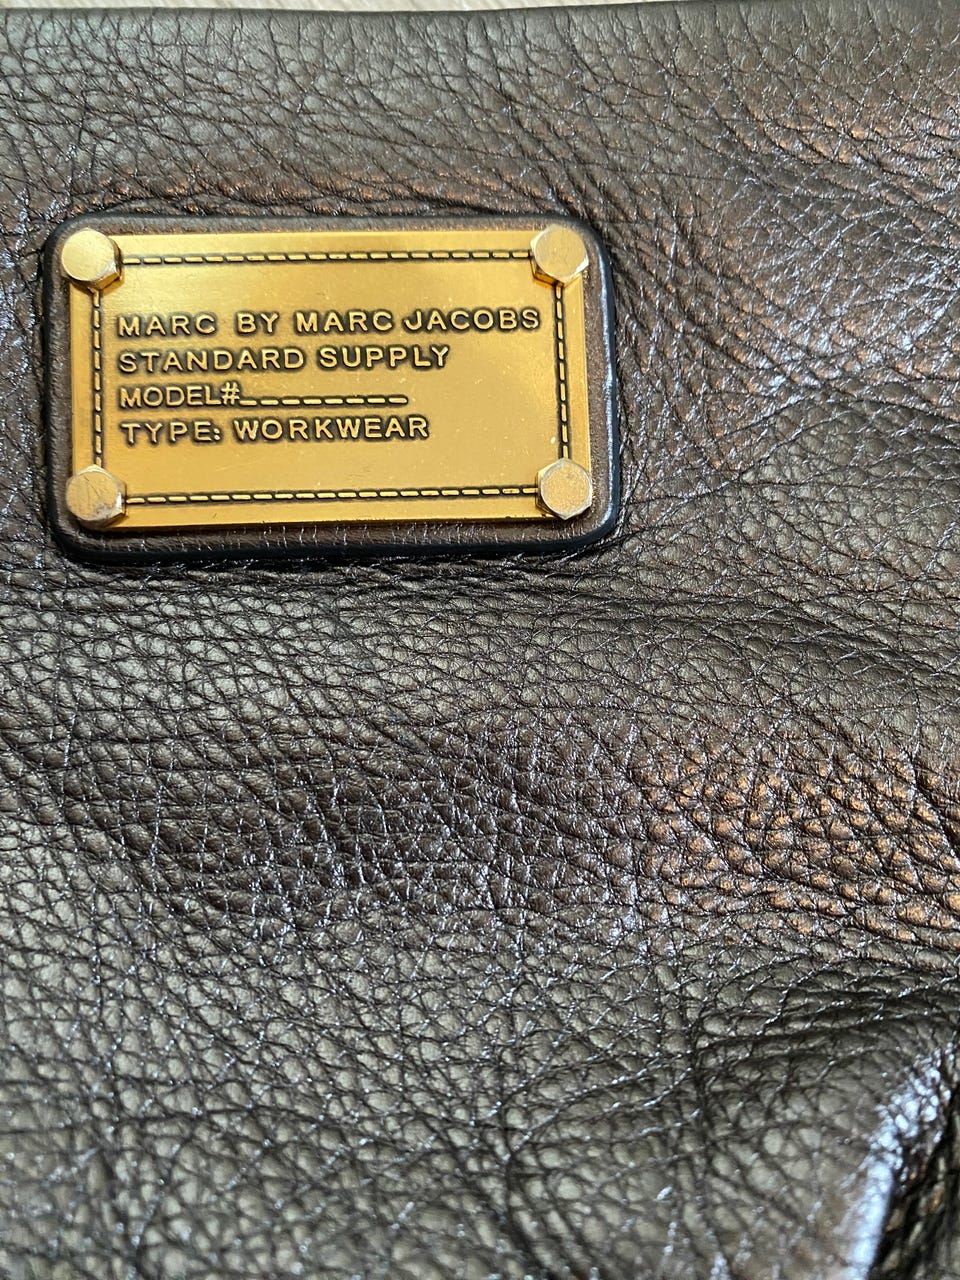 MARC BY MARC JACOBS
STANDARD SUPPLY
MODEL#_________
TYPE: WORKWEAR